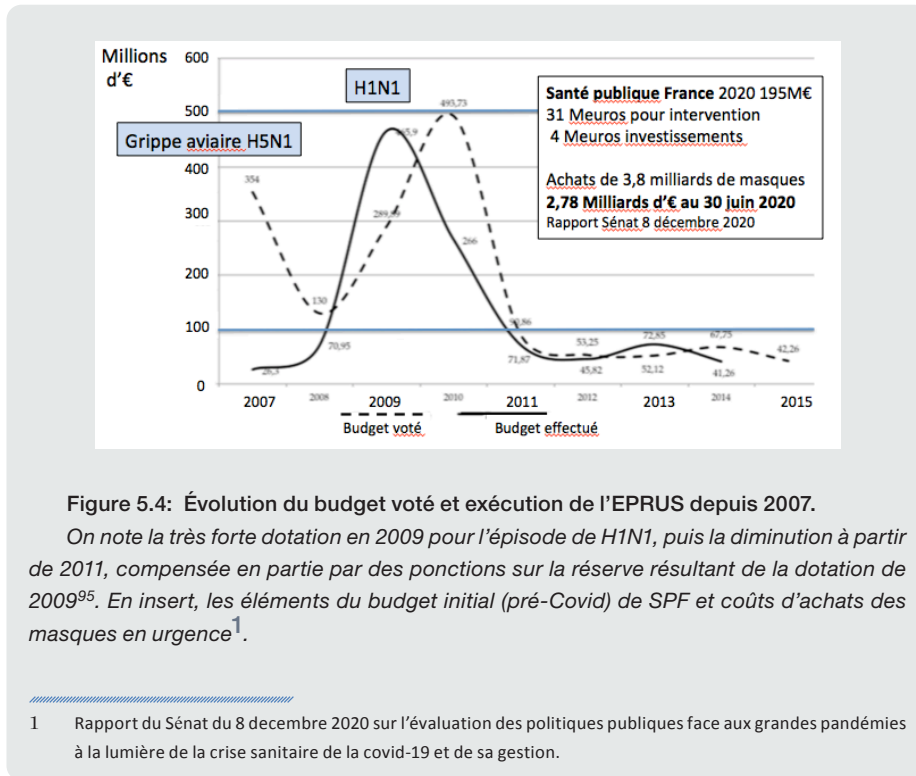 Millions
d'€
600
500
400
300
200
100
0
H1N1
Grippe aviaire H5N1
Santé publique France 2020 195M€
31 Meuros pour intervention
4 Meuros investissements
Achats de 3,8 milliards de masques
2,78 Milliards d'€ au 30 juin 2020
Rapport Sénat 8 décembre 2020
493,73
354
289,
266
130
70,95
71,87
53,25
45,82
72,85
52,12
67,75
41,26
42,26
2007 2008 2009 2010 2011 2012 2013 2014 2015
Budget voté Budget effectué
Figure 5.4: Évolution du budget voté et exécution de l'EPRUS depuis 2007.
On note la très forte dotation en 2009 pour l'épisode de H1N1, puis la diminution à partir
de 2011, compensée en partie par des ponctions sur la réserve résultant de la dotation de
2009⁹⁵. En insert, les éléments du budget initial (pré-Covid) de SPF et coûts d'achats des
masques en urgence¹.
1 Rapport du Sénat du 8 decembre 2020 sur l'évaluation des politiques publiques face aux grandes pandémies
à la lumière de la crise sanitaire de la covid-19 et de sa gestion.